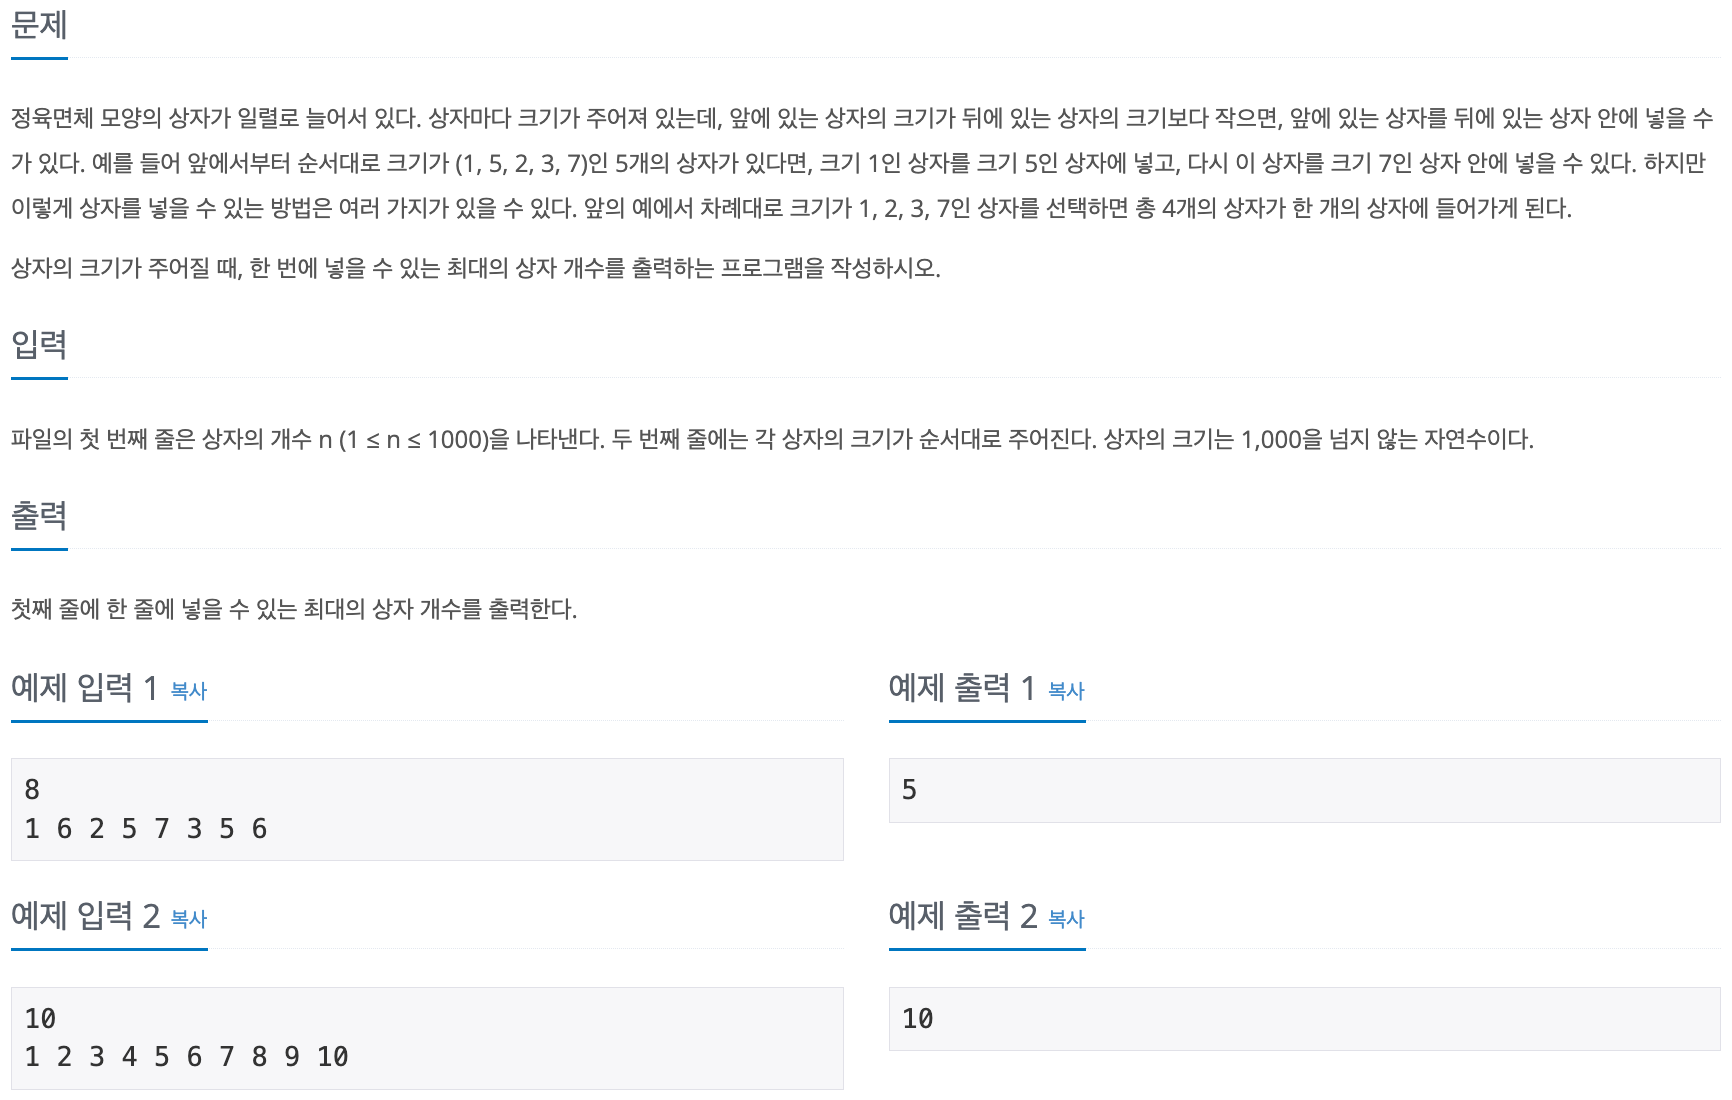 문제
정육면체 모양의 상자가 일렬로 늘어서 있다. 상자마다 크기가 주어져 있는데, 앞에 있는 상자의 크기가 뒤에 있는 상자의 크기보다 작으면, 앞에 있는 상자를 뒤에 있는 상자 안에 넣을 수
가 있다. 예를 들어 앞에서부터 순서대로 크기가 (1, 5, 2, 3, 7)인 5개의 상자가 있다면, 크기 1인 상자를 크기 5인 상자에 넣고, 다시 이 상자를 크기 7인 상자 안에 넣을 수 있다. 하지만
이렇게 상자를 넣을 수 있는 방법은 여러 가지가 있을 수 있다. 앞의 예에서 차례대로 크기가 1, 2, 3, 7인 상자를 선택하면 총 4개의 상자가 한 개의 상자에 들어가게 된다.
상자의 크기가 주어질 때, 한 번에 넣을 수 있는 최대의 상자 개수를 출력하는 프로그램을 작성하시오.
입력
파일의 첫 번째 줄은 상자의 개수 n (1 ≤ n ≤ 1000)을 나타낸다. 두 번째 줄에는 각 상자의 크기가 순서대로 주어진다. 상자의 크기는 1,000을 넘지 않는 자연수이다.
출력
첫째 줄에 한 줄에 넣을 수 있는 최대의 상자 개수를 출력한다.
예제 입력 1 복사
8
1 6 2 5 7 3 5 6
예제 출력 1 복사
5
예제 입력 2 복사
10
1 2 3 4 5 6 7 8 9 10
예제 출력 2 복사
10